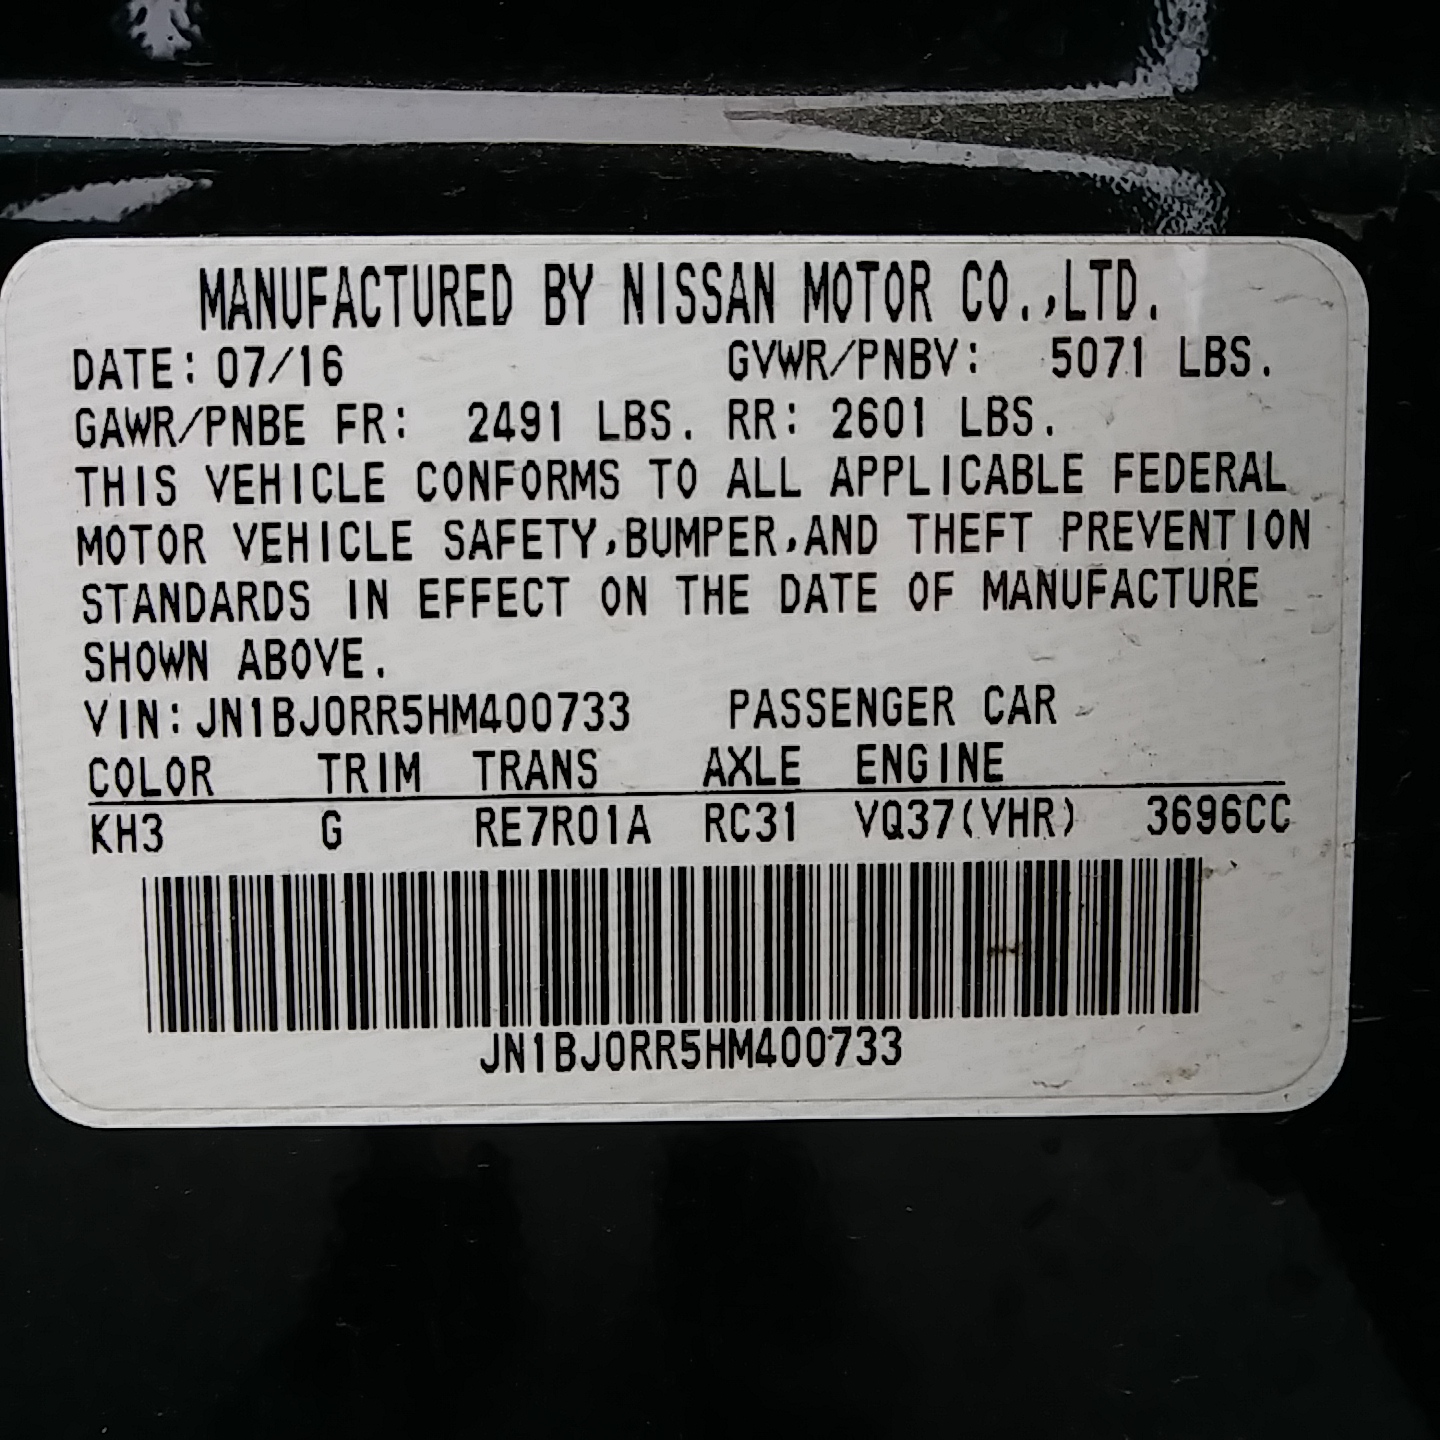 MANUFACTURED BY NISSAN MOTOR CO.,LTD.
DATE: 07/16 GVWR/PNBV: 5071 LBS.
GAWR/PNBE FR: 2491 LBS. RR: 2601 LBS.
THIS VEHICLE CONFORMS TO ALL APPLICABLE FEDERAL
MOTOR VEHICLE SAFETY,BUMPER,AND THEFT PREVENTION
STANDARDS IN EFFECT ON THE DATE OF MANUFACTURE
SHOWN ABOVE.
VIN:JN1BJ0RR5HM400733 PASSENGER CAR
COLOR TRIM TRANS AXLE ENGINE
KH3 G RE7R01A RC31 VQ37(VHR) 3696CC
JN1BJ0RR5HM400733